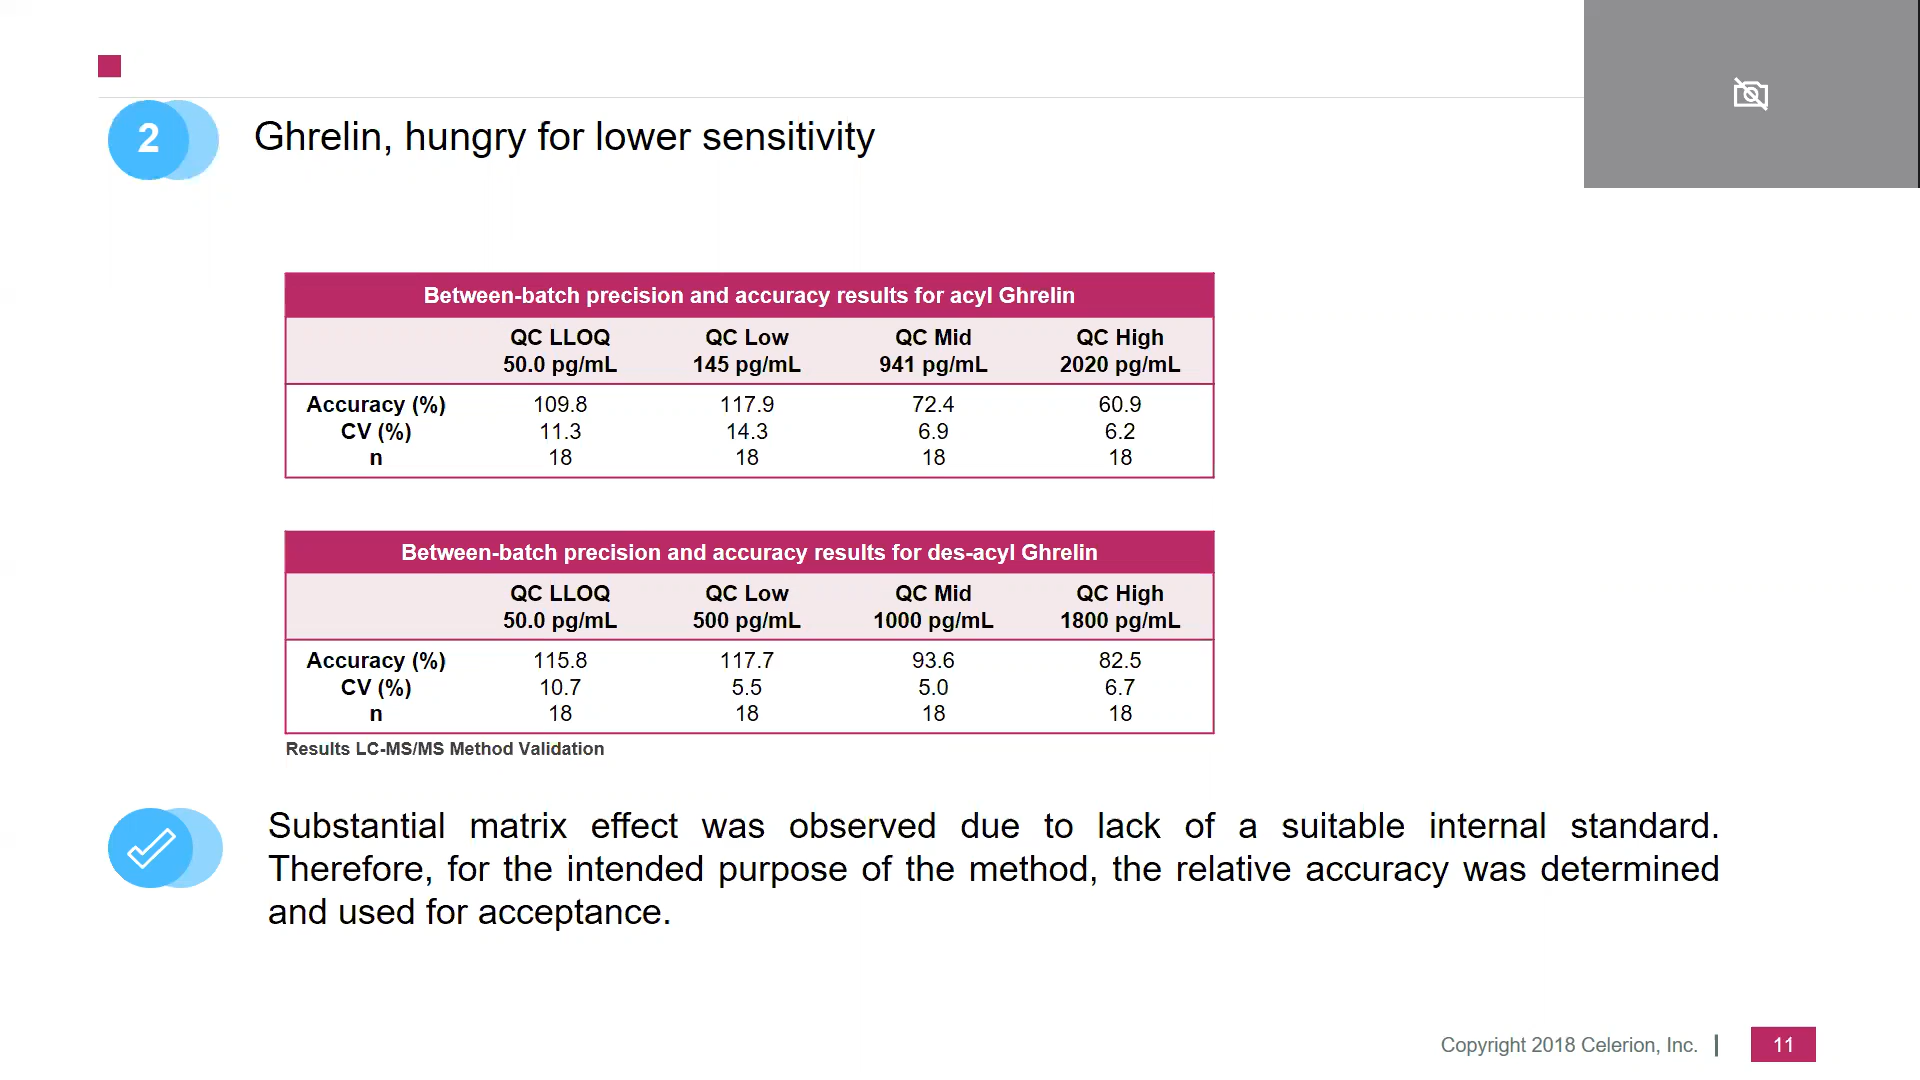 2
Ghrelin, hungry for lower sensitivity
Between-batch precision and accuracy results for acyl Ghrelin
QC LLOQ QC Low QC Mid QC High
50.0 pg/mL 145 pg/mL 941 pg/mL 2020 pg/mL
Accuracy (%) 109.8 117.9 72.4 60.9
CV (%) 11.3 14.3 6.9 6.2
n 18 18 18 18
Between-batch precision and accuracy results for des-acyl Ghrelin
QC LLOQ QC Low QC Mid QC High
50.0 pg/mL 500 pg/mL 1000 pg/mL 1800 pg/mL
Accuracy (%) 115.8 117.7 93.6 82.5
CV (%) 10.7 5.5 5.0 6.7
n 18 18 18 18
Results LC-MS/MS Method Validation
Substantial matrix effect was observed due to lack of a suitable internal standard.
Therefore, for the intended purpose of the method, the relative accuracy was determined
and used for acceptance.
Copyright 2018 Celerion, Inc. | 11